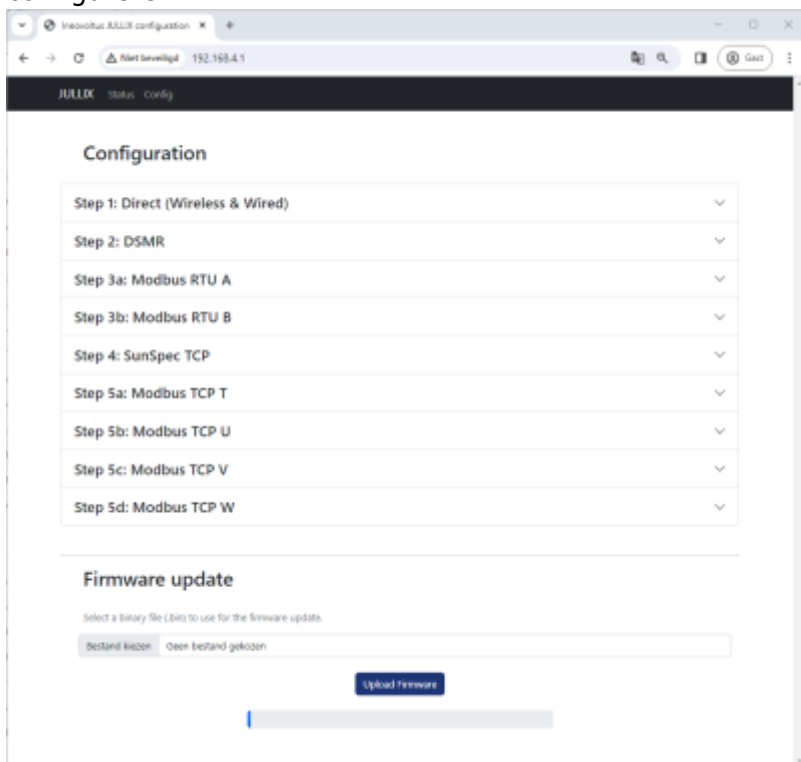 Innovoltus JULLIX configuration
Niet beveiligd 192.168.4.1
Gast
JULLIX Status Config
Configuration
Step 1: Direct (Wireless & Wired)
Step 2: DSMR
Step 3a: Modbus RTU A
Step 3b: Modbus RTU B
Step 4: SunSpec TCP
Step 5a: Modbus TCP T
Step 5b: Modbus TCP U
Step 5c: Modbus TCP V
Step 5d: Modbus TCP W
Firmware update
Select a binary file (.bin) to use for the firmware update.
Bestand kiezen Geen bestand gekozen
Upload Firmware